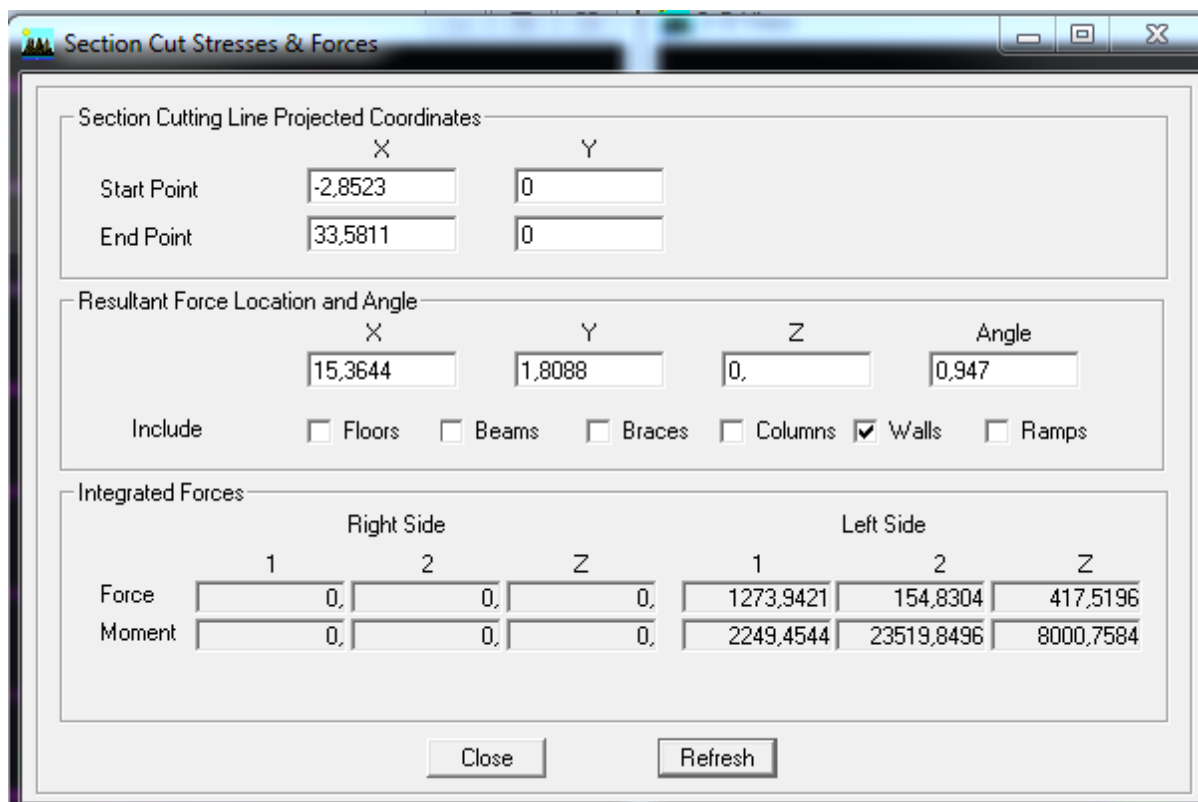 Section Cut Stresses & Forces
Section Cutting Line Projected Coordinates
X Y
Start Point -2,8523 0
End Point 33,5811 0
Resultant Force Location and Angle
X Y Z Angle
15,3644 1,8088 0, 0,947
Include Floors Beams Braces Columns Walls Ramps
Integrated Forces
Right Side Left Side
1 2 Z 1 2 Z
Force 0, 0, 0, 1273,9421 154,8304 417,5196
Moment 0, 0, 0, 2249,4544 23519,8496 8000,7584
Close Refresh